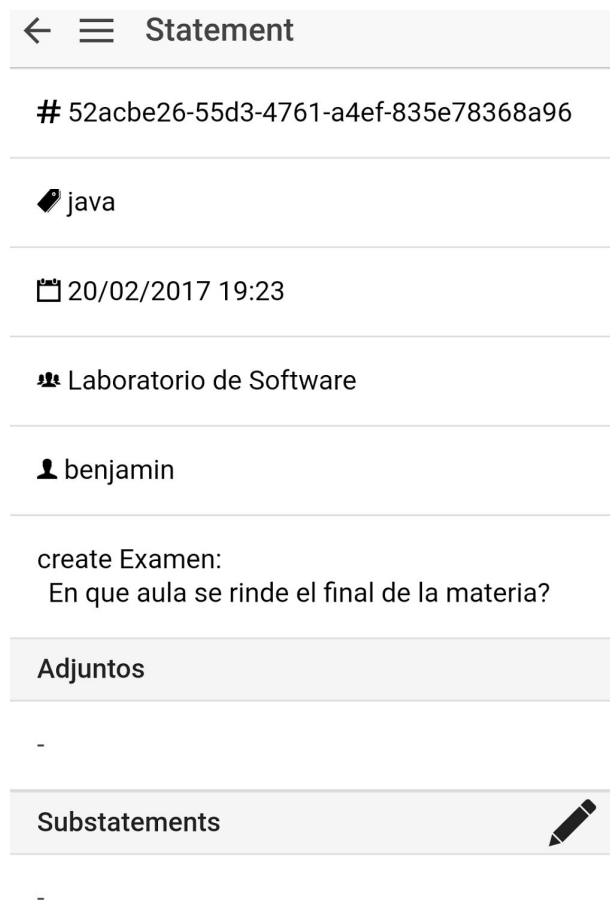 Statement
# 52acbe26-55d3-4761-a4ef-835e78368a96
java
20/02/2017 19:23
Laboratorio de Software
benjamin
create Examen:
En que aula se rinde el final de la materia?
Adjuntos
-
Substatements
-